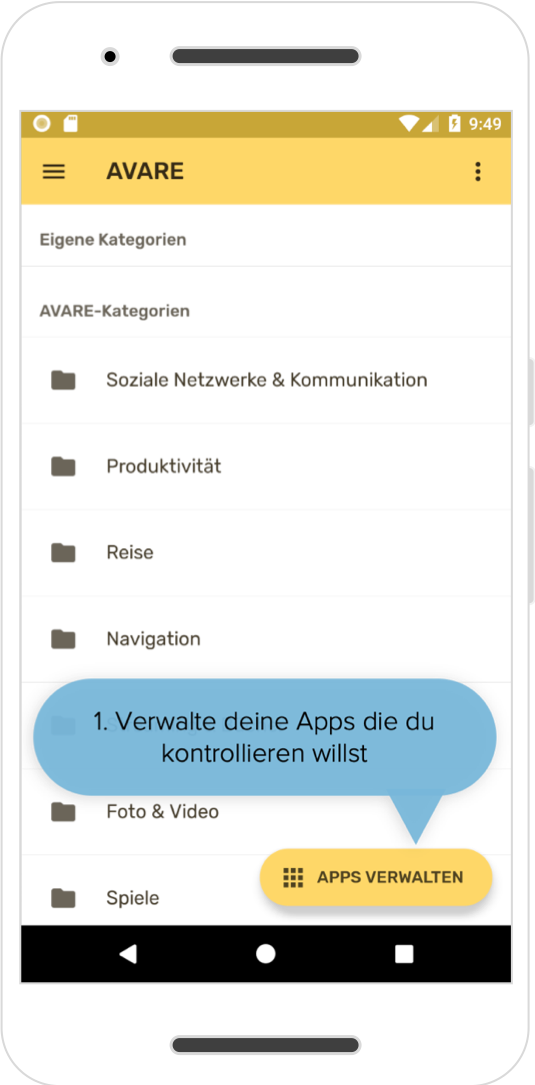 9:49
AVARE
Eigene Kategorien
AVARE-Kategorien
Soziale Netzwerke & Kommunikation
Produktivität
Reise
Navigation
1. Verwalte deine Apps die du
kontrollieren willst
Foto & Video
APPS VERWALTEN
Spiele